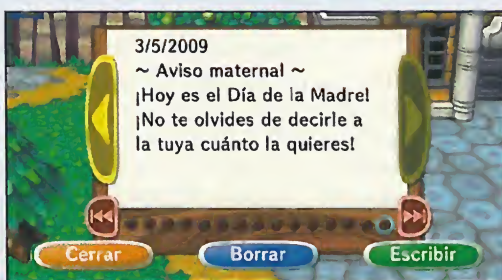 3/5/2009
~ Aviso maternal ~
¡Hoy es el Día de la Madre!
¡No te olvides de decirle a
la tuya cuánto la quieres!
Cerrar
Borrar
Escribir